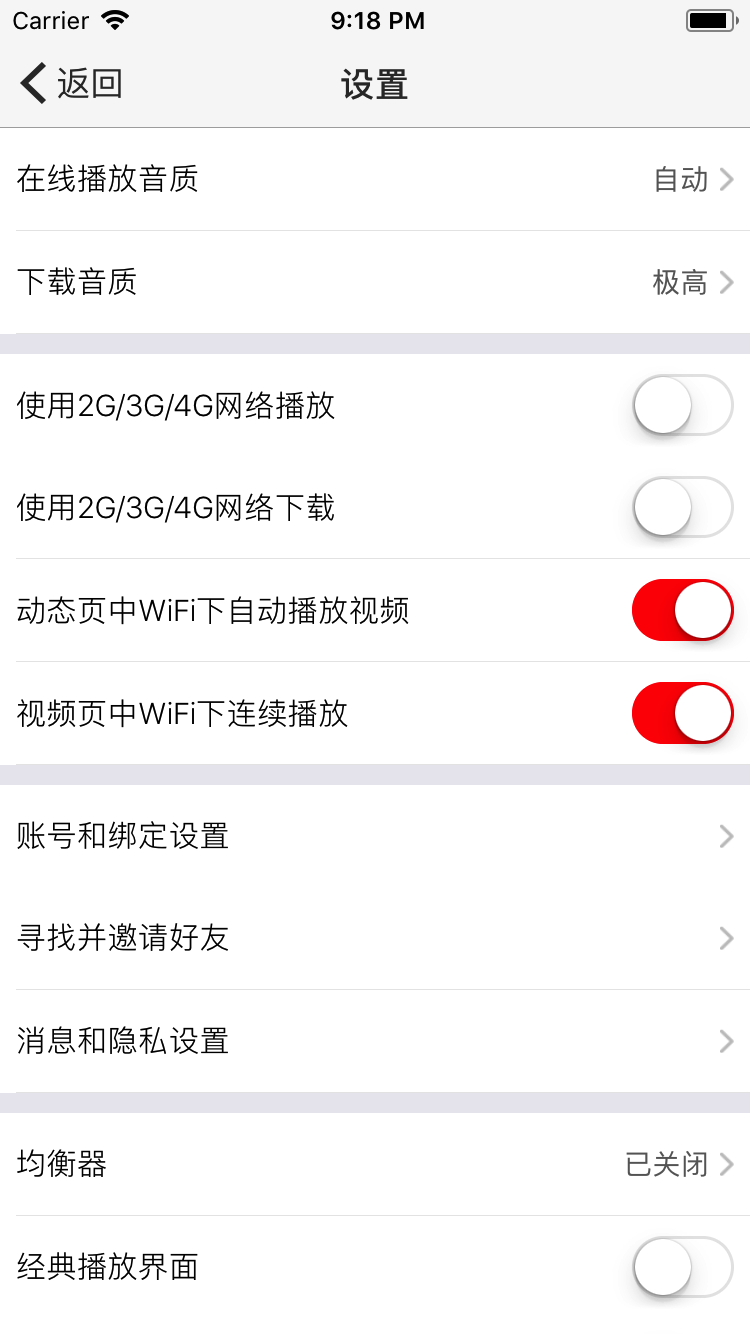 Carrier 9:18 PM
返回 设置
在线播放音质 自动
下载音质 极高
使用2G/3G/4G网络播放
使用2G/3G/4G网络下载
动态页中WiFi下自动播放视频
视频页中WiFi下连续播放
账号和绑定设置
寻找并邀请好友
消息和隐私设置
均衡器 已关闭
经典播放界面